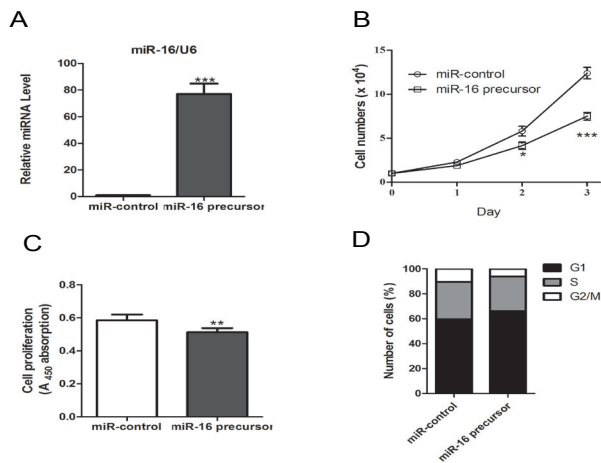 A
miR-16/U6
Relative miRNA Level
100
80
60
40
20
0
***
miR-control
miR-16 precursor
B
Cell numbers (x 10⁴)
15
10
5
0
miR-control
miR-16 precursor
*
***
0
1
2
3
Day
C
Cell proliferation
(A 450 absorption)
0.8
0.6
0.4
0.2
0.0
**
miR-control
miR-16 precursor
D
Number of cells (%)
100
80
60
40
20
0
G1
S
G2/M
miR-control
miR-16 precursor